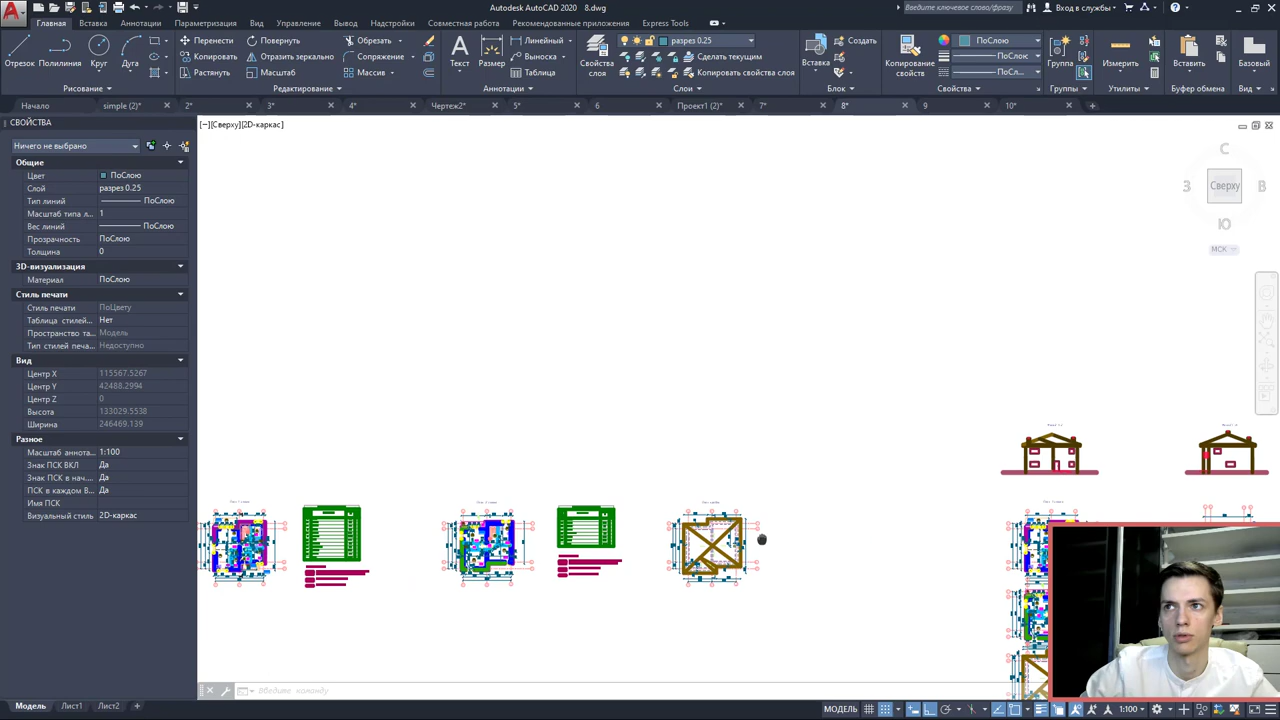 Autodesk AutoCAD 2020 8.dwg
Введите ключевое слово/фразу
Вход в службы
Главная Вставка Аннотации Параметризация Вид Управление Вывод Надстройки Совместная работа Рекомендованные приложения Express Tools
Отрезок Полилиния Круг Дуга
Перенести Повернуть Обрезать
Копировать Отразить зеркально Сопряжение
Растянуть Масштаб Массив
Текст Размер
Линейный
Выноска
Таблица
Свойства слоя
разрез 0.25
Сделать текущим
Копировать свойства слоя
Вставка
Создать
Копирование свойств
ПоСлою
ПоСлою
ПоСл...
Группа
Измерить
Вставить
Базовый
Рисование Редактирование Аннотации Слои Блок Свойства Группы Утилиты Буфер обмена Вид
Начало simple (2)* 2* 3* 4* Чертеж2* 5* 6 Проект1 (2)* 7* 8* 9 10*
СВОЙСТВА
[−][Сверху][2D-каркас]
Ничего не выбрано
Общие
Цвет ПоСлою
Слой разрез 0.25
Тип линий ПоСлою
Масштаб типа л... 1
Вес линий ПоСлою
Прозрачность ПоСлою
Толщина 0
3D-визуализация
Материал ПоСлою
Стиль печати
Стиль печати ПоЦвету
Таблица стилей... Нет
Пространство та... Модель
Тип стилей печа... Недоступно
Вид
Центр X 115567.5267
Центр Y 42488.2994
Центр Z 0
Высота 133029.5538
Ширина 246469.139
Разное
Масштаб аннота... 1:100
Знак ПСК ВКЛ Да
Знак ПСК в нач.... Да
ПСК в каждом В... Да
Имя ПСК
Визуальный стиль 2D-каркас
С
З Сверху В
Ю
МСК
Введите команду
Модель Лист1 Лист2 +
МОДЕЛЬ
1:100